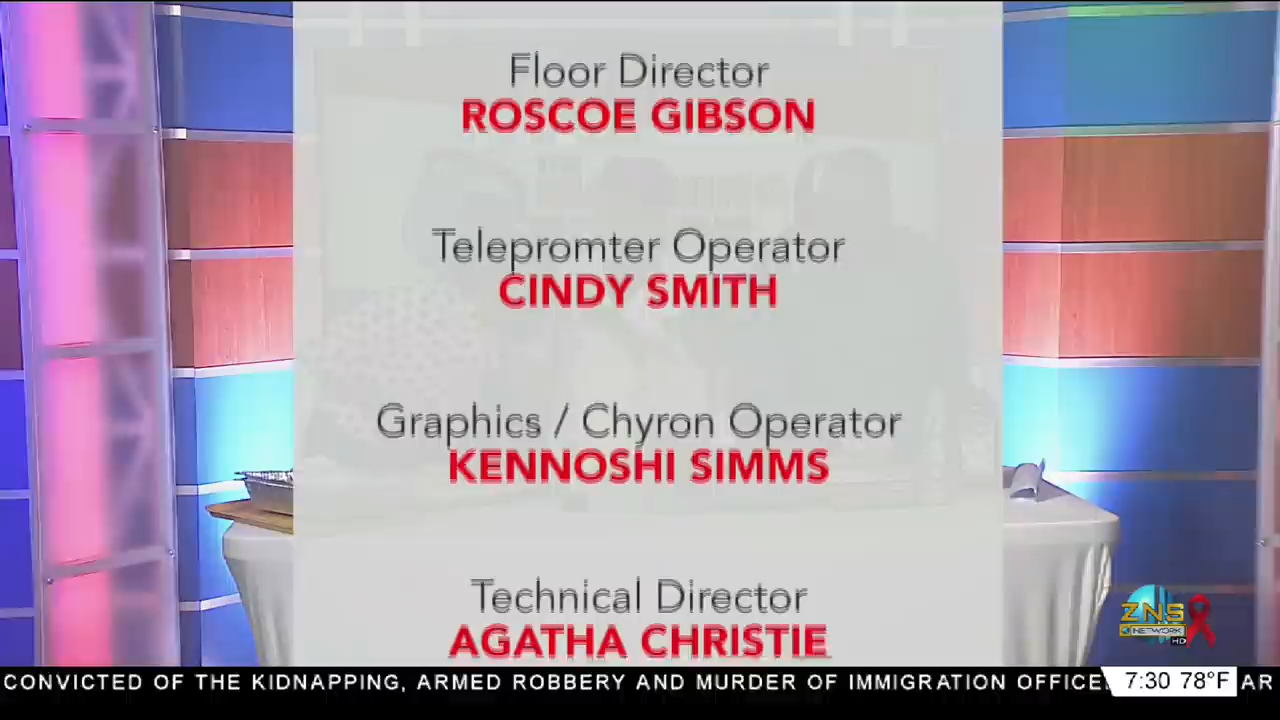 Floor Director
ROSCOE GIBSON
Telepromter Operator
CINDY SMITH
Graphics / Chyron Operator
KENNOSHI SIMMS
Technical Director
AGATHA CHRISTIE
ZNS
NETWORK
HD
CONVICTED OF THE KIDNAPPING, ARMED ROBBERY AND MURDER OF IMMIGRATION OFFICE
7:30 78°F
AR